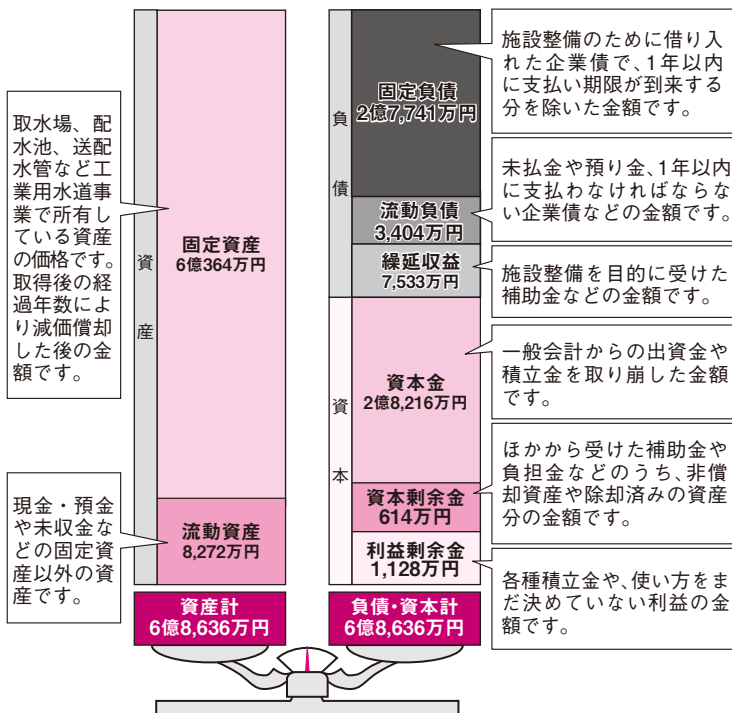 取水場、配
水池、送配
水管など工
業用水道事
業で所有し
ている資産
の価格です。
取得後の経
過年数によ
り減価償却
した後の金
額です。
現金・預金
や未収金な
どの固定資
産以外の資
産です。
資産
固定資産
6億364万円
流動資産
8,272万円
資産計
6億8,636万円
負債
固定負債
2億7,741万円
流動負債
3,404万円
繰延収益
7,533万円
資本
資本金
2億8,216万円
資本剰余金
614万円
利益剰余金
1,128万円
負債・資本計
6億8,636万円
施設整備のために借り入
れた企業債で、1年以内
に支払い期限が到来する
分を除いた金額です。
未払金や預り金、1年以内
に支払わなければならな
い企業債などの金額です。
施設整備を目的に受けた
補助金などの金額です。
一般会計からの出資金や
積立金を取り崩した金額
です。
ほかから受けた補助金や
負担金などのうち、非償
却資産や除却済みの資産
分の金額です。
各種積立金や、使い方をま
だ決めていない利益の金
額です。